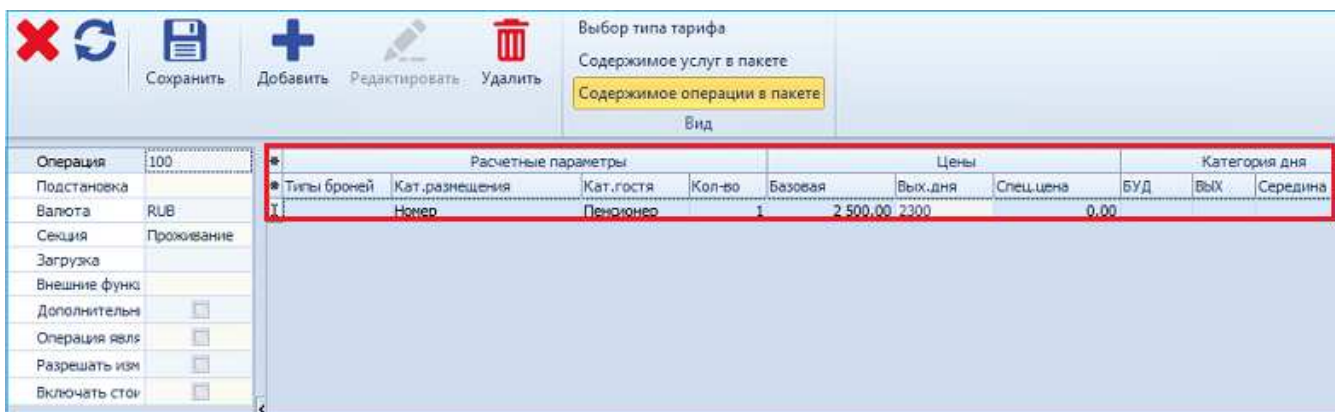 Выбор типа тарифа
Содержимое услуг в пакете
Сохранить Добавить Редактировать Удалить
Содержимое операции в пакете
Вид
Операция 100 Расчетные параметры Цены Категория дня
Подстановка Типы броней Кат.размещения Кат.гостя Кол-во Базовая Вых.дня Спец.цена БУД ВЫХ Середина
Валюта RUB Номер Пенсионер 1 2 500,00 2300 0,00
Секция Проживание
Загрузка
Внешние функц
Дополнительн
Операция явля
Разрешать изм
Включать стои